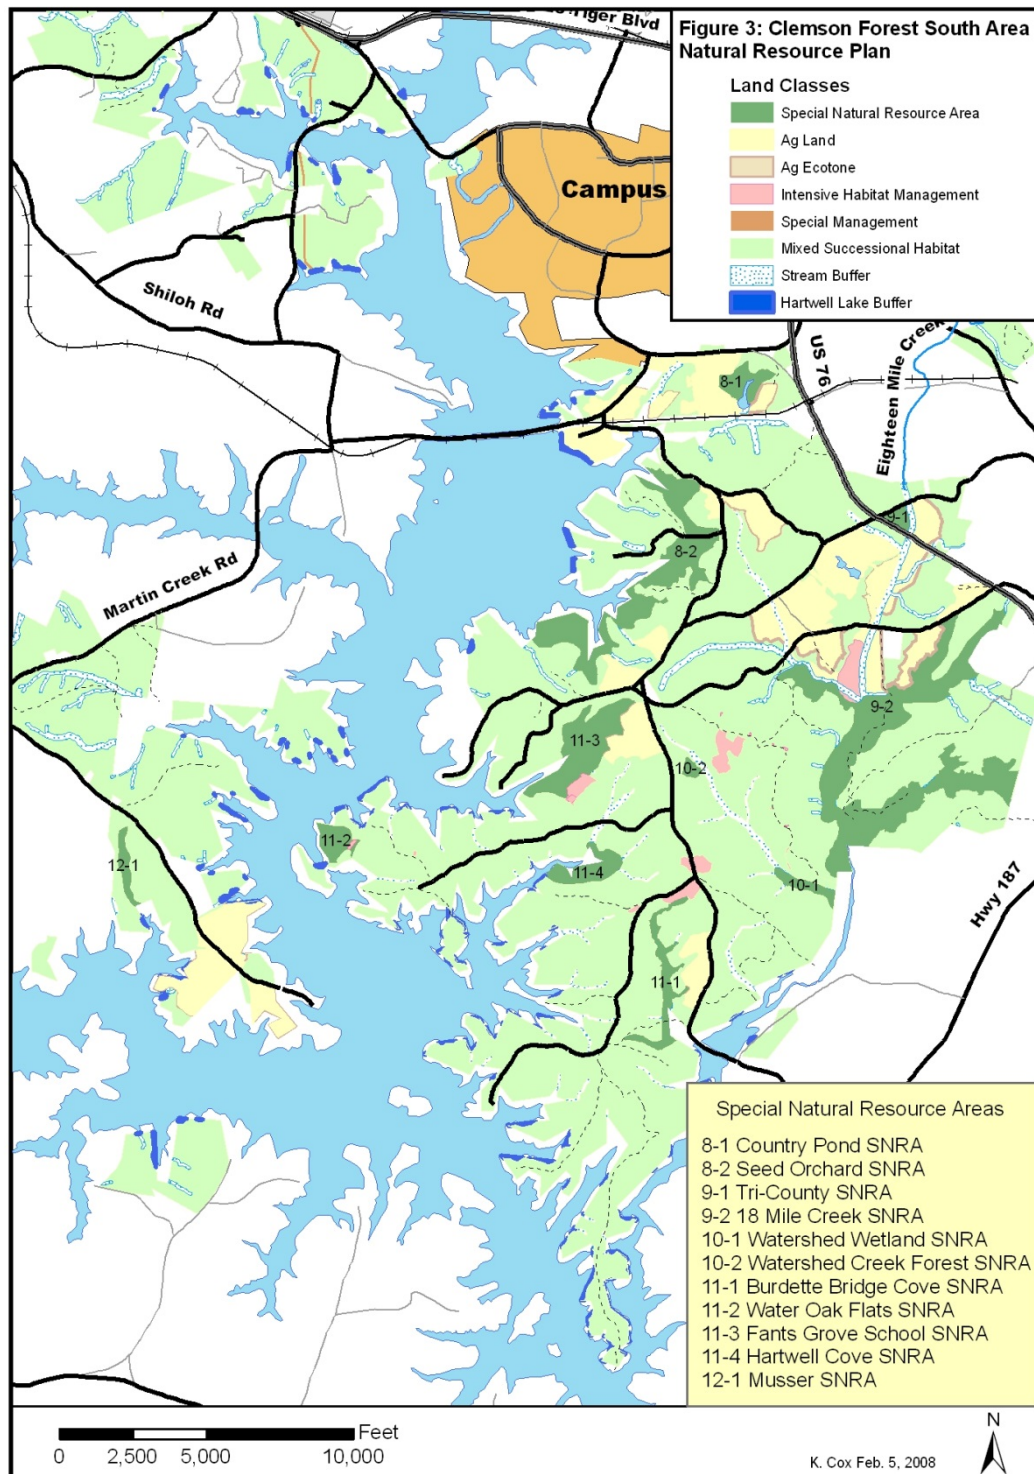 Tiger Blvd
Figure 3: Clemson Forest South Area
Natural Resource Plan
Land Classes
Special Natural Resource Area
Ag Land
Ag Ecotone
Intensive Habitat Management
Special Management
Mixed Successional Habitat
Stream Buffer
Hartwell Lake Buffer
Campus
Shiloh Rd
US 76
Eighteen Mile Creek
8-1
9-1
8-2
Martin Creek Rd
9-2
11-3
10-2
11-2
12-1
11-4
10-1
Hwy 187
11-1
Special Natural Resource Areas
8-1 Country Pond SNRA
8-2 Seed Orchard SNRA
9-1 Tri-County SNRA
9-2 18 Mile Creek SNRA
10-1 Watershed Wetland SNRA
10-2 Watershed Creek Forest SNRA
11-1 Burdette Bridge Cove SNRA
11-2 Water Oak Flats SNRA
11-3 Fants Grove School SNRA
11-4 Hartwell Cove SNRA
12-1 Musser SNRA
Feet
0 2,500 5,000 10,000
N
K. Cox Feb. 5, 2008